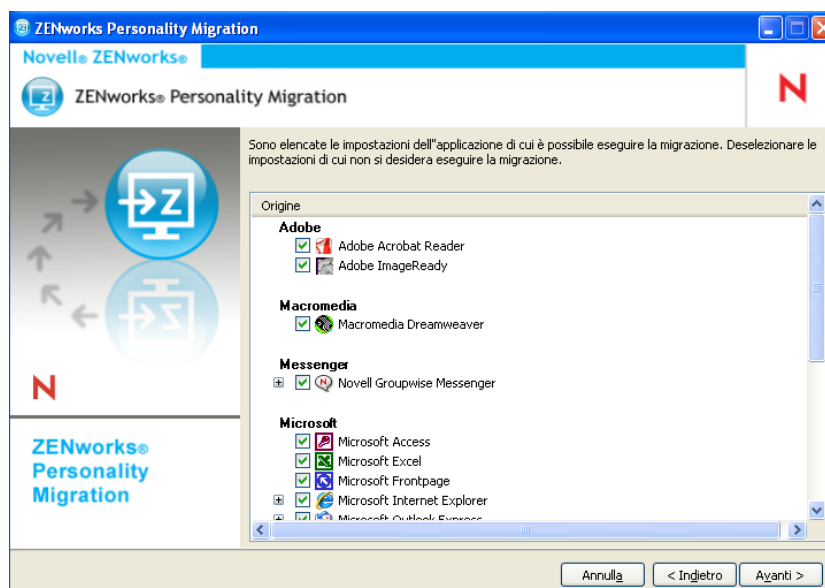 ZENworks Personality Migration
Novell® ZENworks®
ZENworks® Personality Migration
N
Sono elencate le impostazioni dell"applicazione di cui è possibile eseguire la migrazione. Deselezionare le
impostazioni di cui non si desidera eseguire la migrazione.
Origine
Adobe
Adobe Acrobat Reader
Adobe ImageReady
Macromedia
Macromedia Dreamweaver
Messenger
Novell Groupwise Messenger
Microsoft
Microsoft Access
Microsoft Excel
Microsoft Frontpage
Microsoft Internet Explorer
Microsoft Outlook Express
Z
N
ZENworks®
Personality
Migration
Annulla
< Indietro
Avanti >